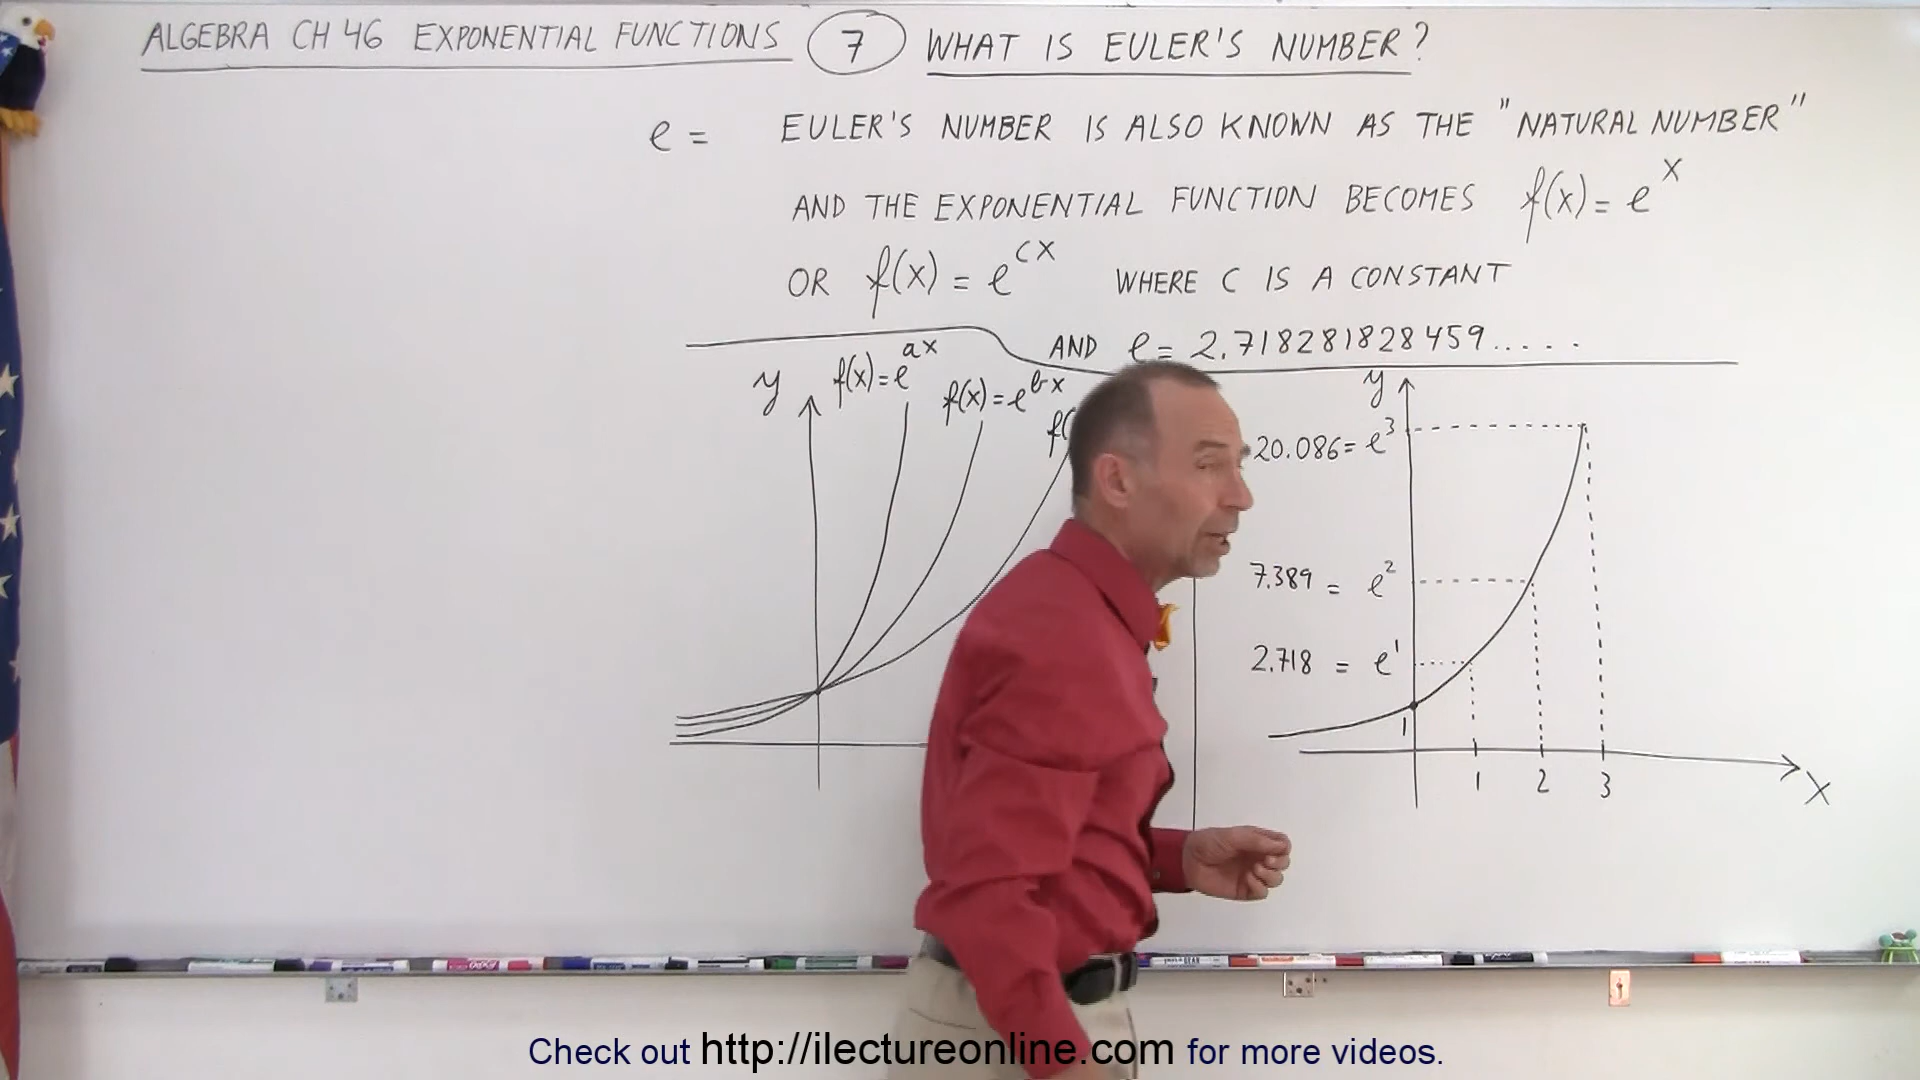 ALGEBRA CH 46 EXPONENTIAL FUNCTIONS 7 WHAT IS EULER'S NUMBER?
e = EULER'S NUMBER IS ALSO KNOWN AS THE "NATURAL NUMBER"
AND THE EXPONENTIAL FUNCTION BECOMES f(x) = e^x
OR f(x) = e^cx WHERE C IS A CONSTANT
AND e = 2.718281828459.....
y f(x) = e^ax
f(x) = e^bx
f(
y
20.086 = e^3
7.389 = e^2
2.718 = e^1
1
1 2 3 X
Check out http://ilectureonline.com for more videos.